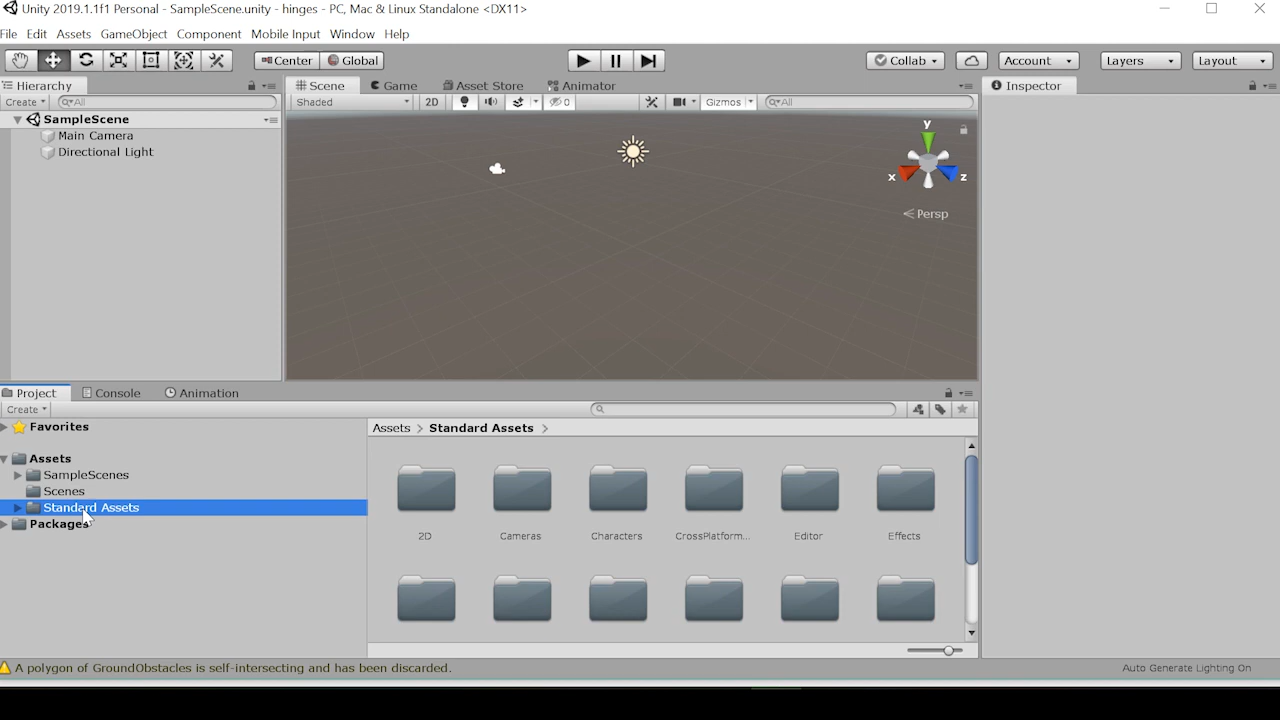 Unity 2019.1.1f1 Personal - SampleScene.unity - hinges - PC, Mac & Linux Standalone <DX11>
File Edit Assets GameObject Component Mobile Input Window Help
Center Global Collab Account Layers Layout
Hierarchy Scene Game Asset Store Animator Inspector
Create All Shaded 2D 0 Gizmos All
SampleScene
Main Camera
Directional Light
y
x z
Persp
Project Console Animation
Create
Favorites
Assets > Standard Assets >
Assets
SampleScenes
Scenes
Standard Assets
Packages
2D Cameras Characters CrossPlatform... Editor Effects
A polygon of GroundObstacles is self-intersecting and has been discarded.
Auto Generate Lighting On